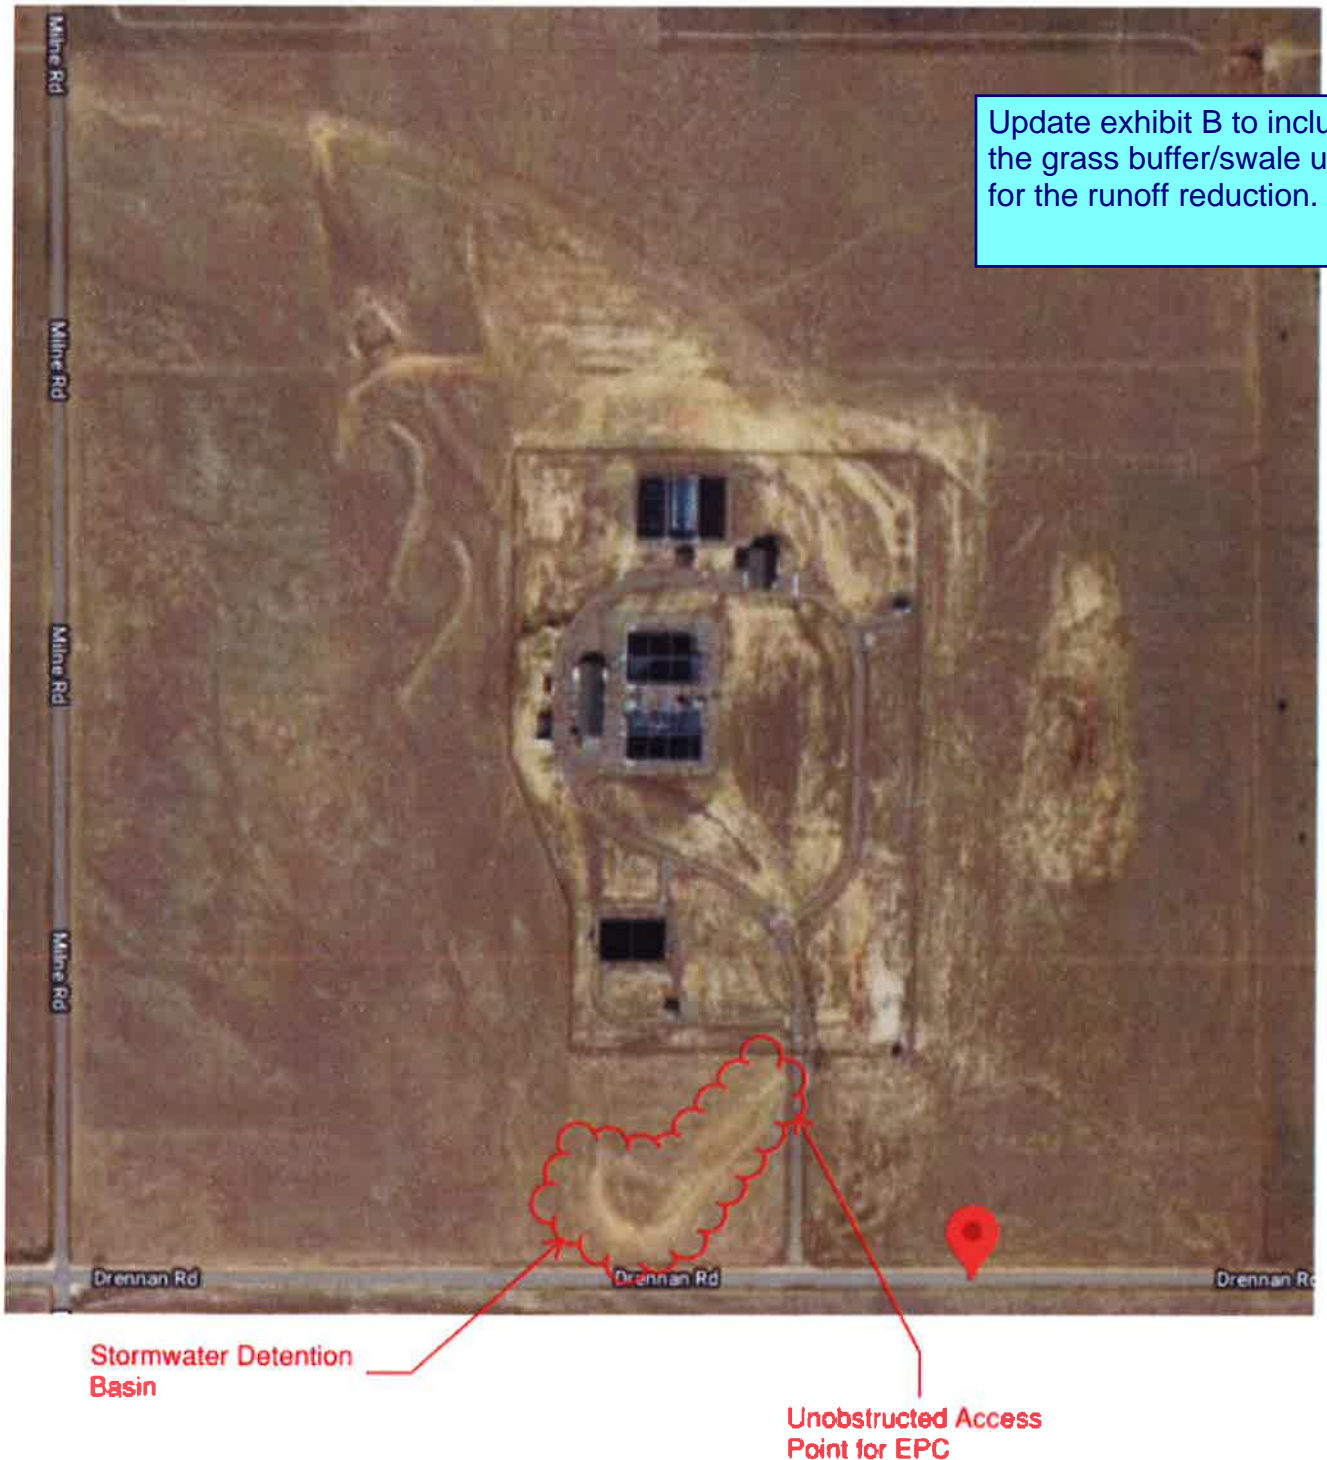 Milne Rd
Update exhibit B to inclu
the grass buffer/swale u
for the runoff reduction.
Milne Rd
Milne Rd
Milne Rd
Drennan Rd
Drennan Rd
Drennan Rd
Stormwater Detention
Basin
Unobstructed Access
Point for EPC